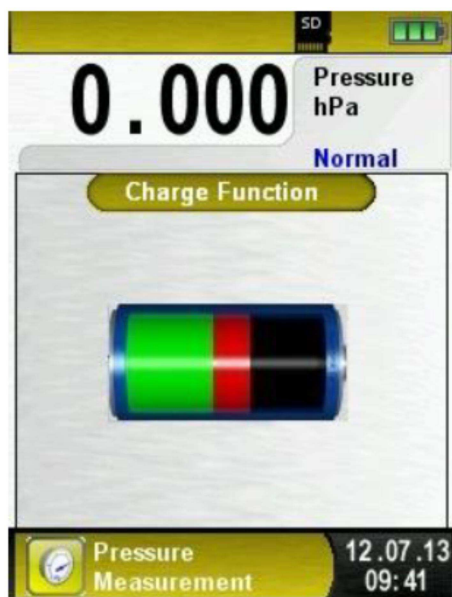 SD
0.000
Pressure
hPa
Normal
Charge Function
Pressure
Measurement
12.07.13
09:41